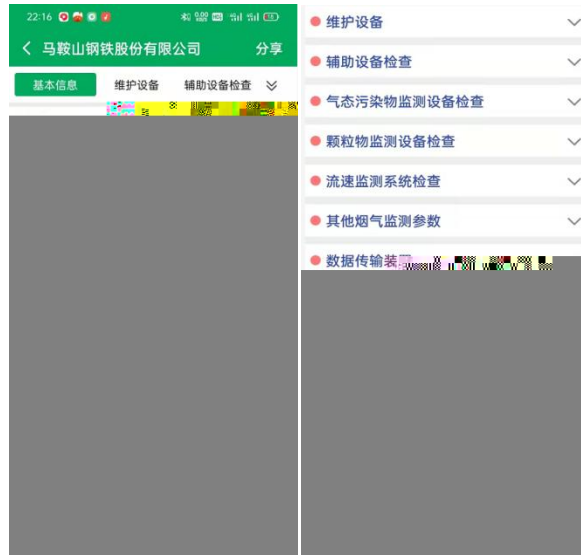 22:16
马鞍山钢铁股份有限公司
分享
基本信息
维护设备
辅助设备检查
维护设备
辅助设备检查
气态污染物监测设备检查
颗粒物监测设备检查
流速监测系统检查
其他烟气监测参数
数据传输装